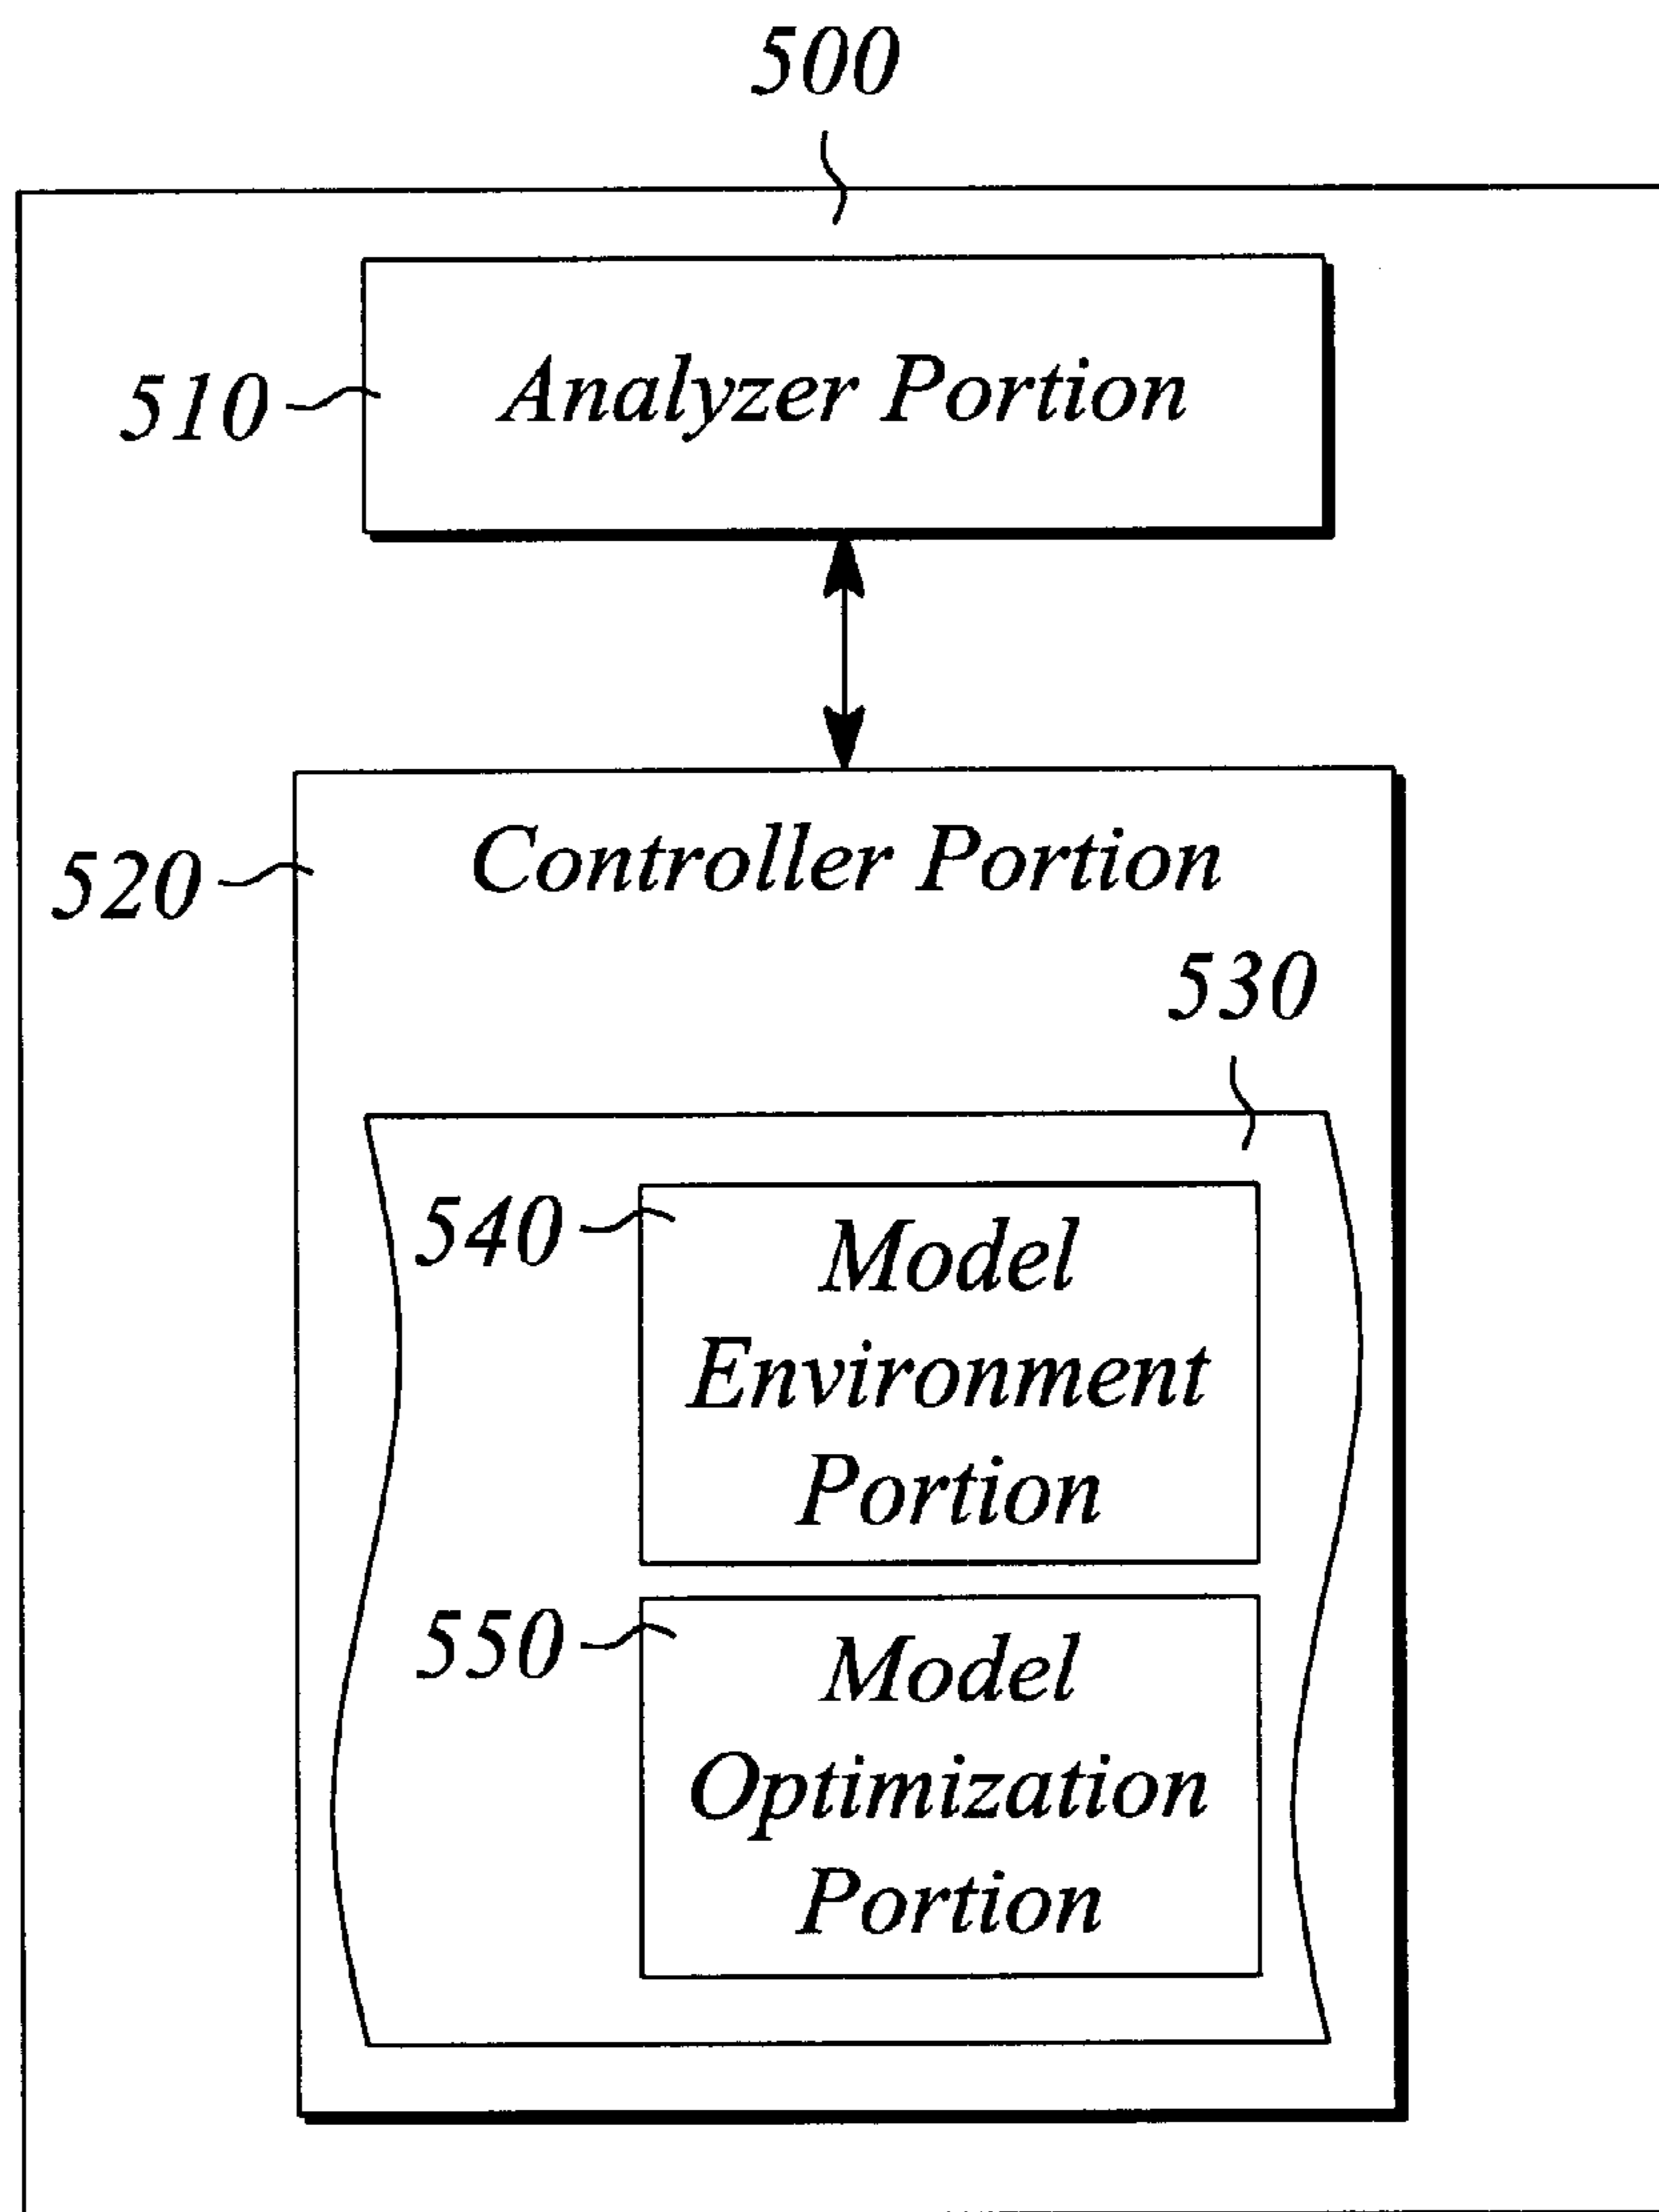 500
510
Analyzer Portion
520
Controller Portion
530
540
Model
Environment
Portion
550
Model
Optimization
Portion